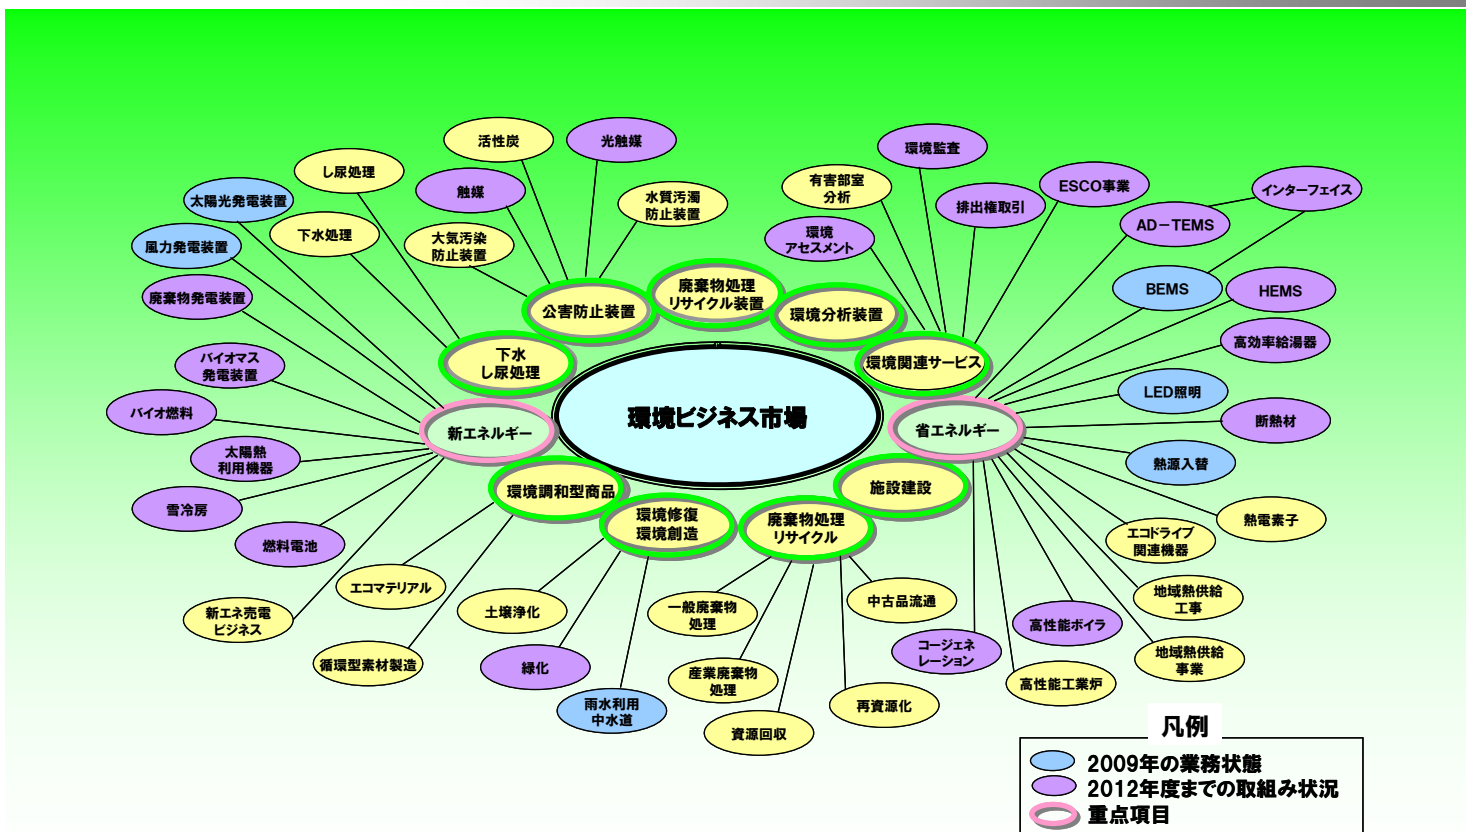 活性炭
光触媒
環境監査
し尿処理
触媒
水質汚濁
防止装置
有害部室
分析
排出権取引
ESCO事業
インターフェイス
太陽光発電装置
下水処理
大気汚染
防止装置
環境
アセスメント
AD－TEMS
風力発電装置
廃棄物発電装置
公害防止装置
廃棄物処理
リサイクル装置
環境分析装置
BEMS
HEMS
バイオマス
発電装置
下水
し尿処理
環境関連サービス
高効率給湯器
バイオ燃料
新エネルギー
環境ビジネス市場
省エネルギー
LED照明
断熱材
太陽熱
利用機器
熱源入替
雪冷房
環境調和型商品
環境修復
環境創造
廃棄物処理
リサイクル
施設建設
熱電素子
燃料電池
エコドライブ
関連機器
新エネ売電
ビジネス
エコマテリアル
土壌浄化
一般廃棄物
処理
中古品流通
地域熱供給
工事
循環型素材製造
緑化
産業廃棄物
処理
コージェネ
レーション
高性能ボイラ
地域熱供給
事業
雨水利用
中水道
資源回収
再資源化
高性能工業炉
凡例
2009年の業務状態
2012年度までの取組み状況
重点項目